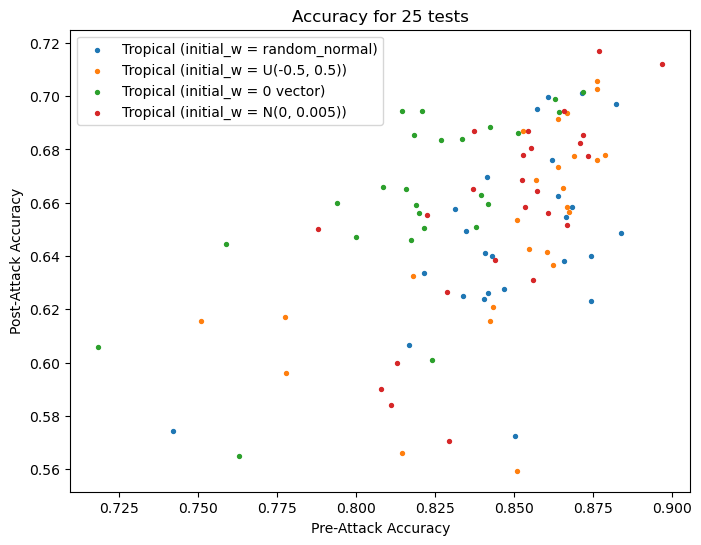 Accuracy for 25 tests
Tropical (initial_w = random_normal)
Tropical (initial_w = U(-0.5, 0.5))
Tropical (initial_w = 0 vector)
Tropical (initial_w = N(0, 0.005))
Post-Attack Accuracy
0.72
0.70
0.68
0.66
0.64
0.62
0.60
0.58
0.56
0.725 0.750 0.775 0.800 0.825 0.850 0.875 0.900
Pre-Attack Accuracy